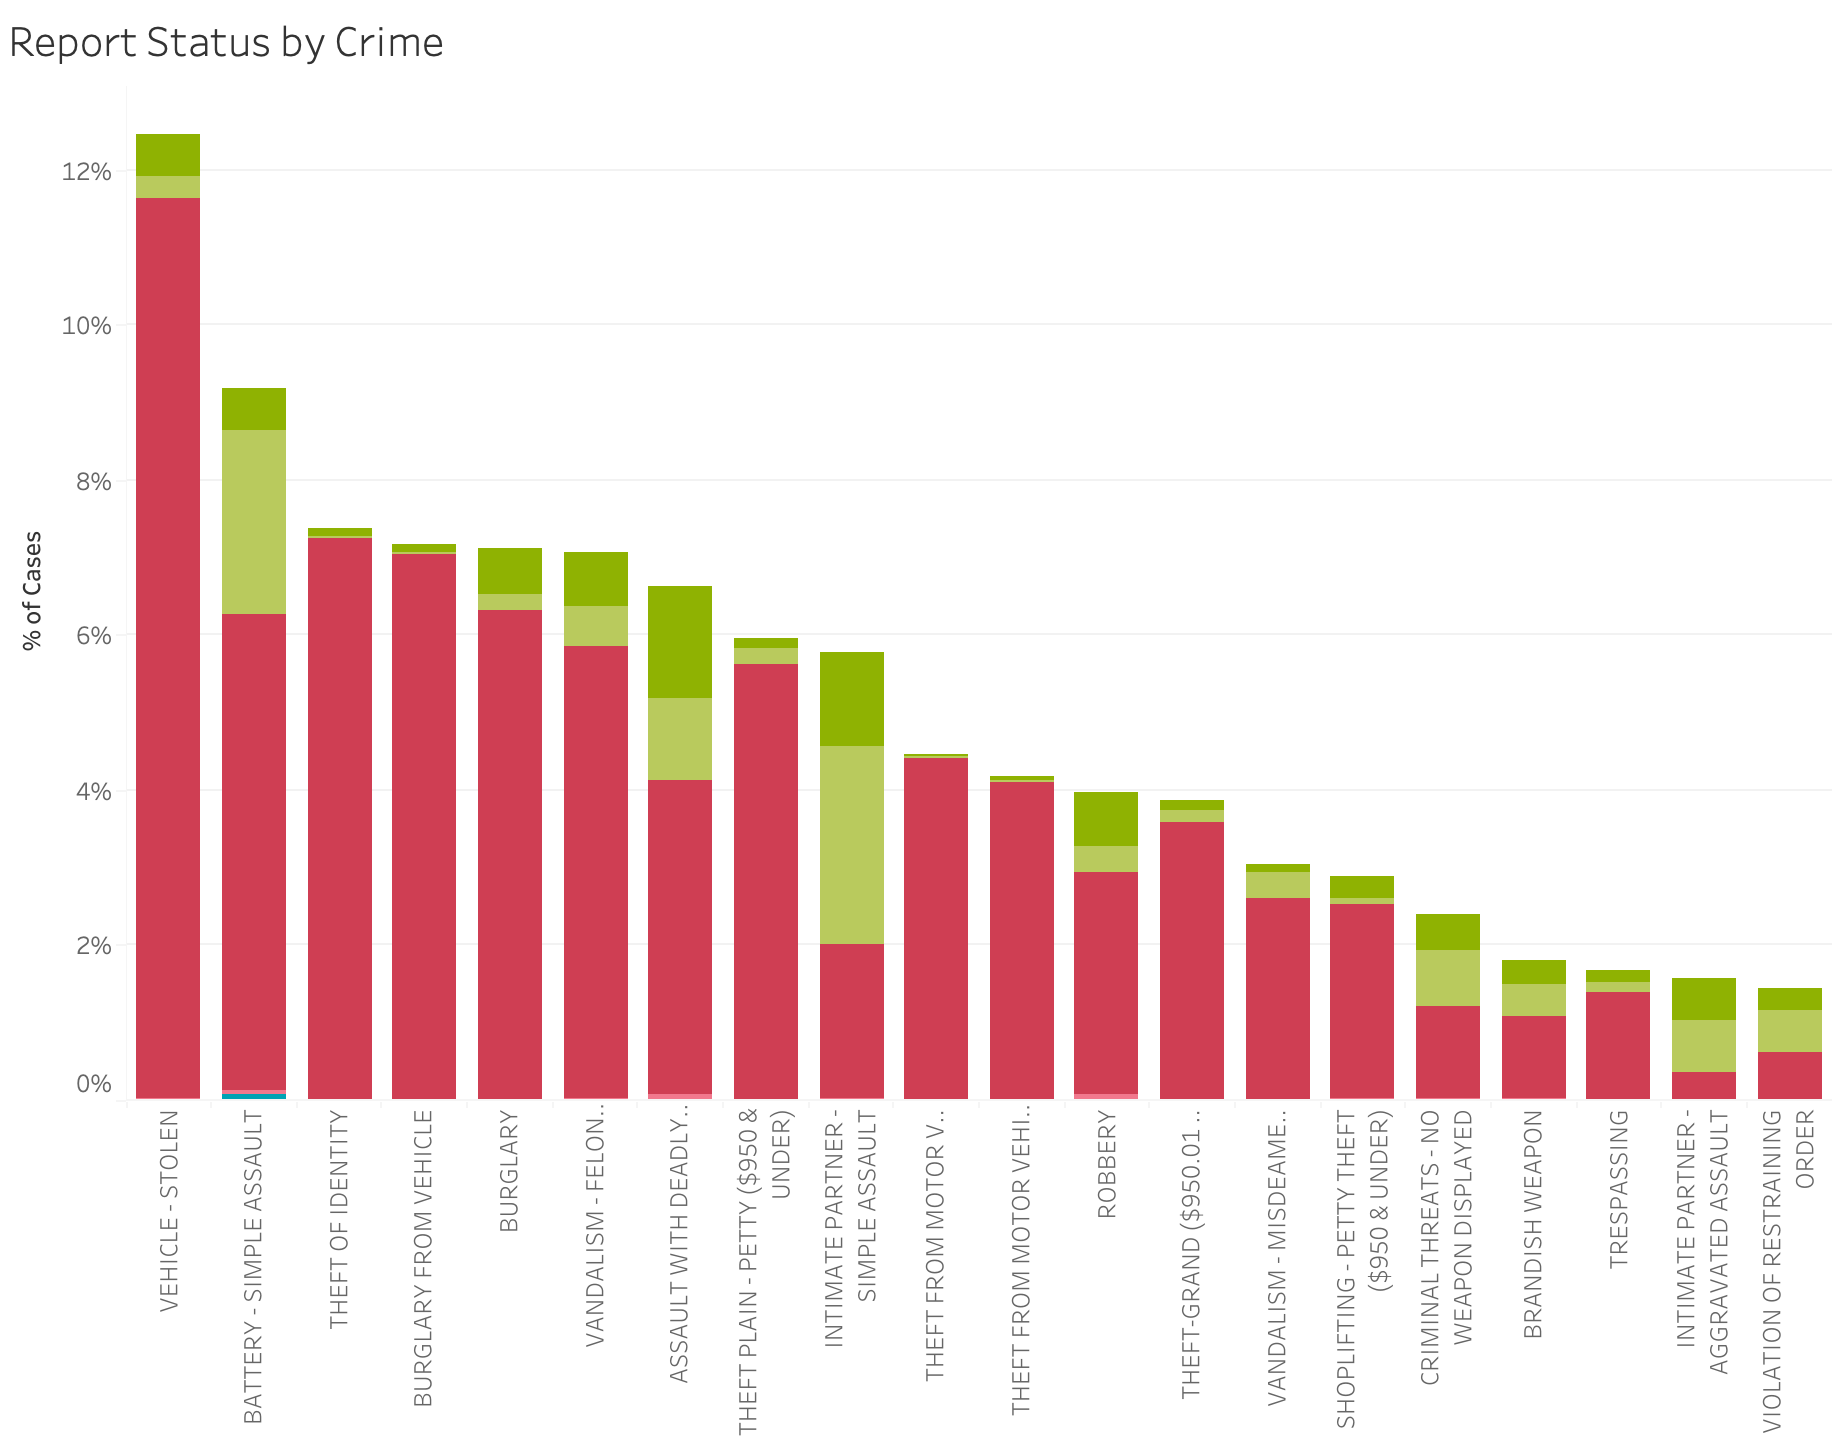 Report Status by Crime
12%
10%
8%
6%
4%
2%
0%
% of Cases
VEHICLE - STOLEN
BATTERY - SIMPLE ASSAULT
THEFT OF IDENTITY
BURGLARY FROM VEHICLE
BURGLARY
VANDALISM - FELON..
ASSAULT WITH DEADLY..
THEFT PLAIN - PETTY ($950 &
UNDER)
INTIMATE PARTNER -
SIMPLE ASSAULT
THEFT FROM MOTOR V..
THEFT FROM MOTOR VEHI..
ROBBERY
THEFT-GRAND ($950.01 ..
VANDALISM - MISDEAME..
SHOPLIFTING - PETTY THEFT
($950 & UNDER)
CRIMINAL THREATS - NO
WEAPON DISPLAYED
BRANDISH WEAPON
TRESPASSING
INTIMATE PARTNER -
AGGRAVATED ASSAULT
VIOLATION OF RESTRAINING
ORDER